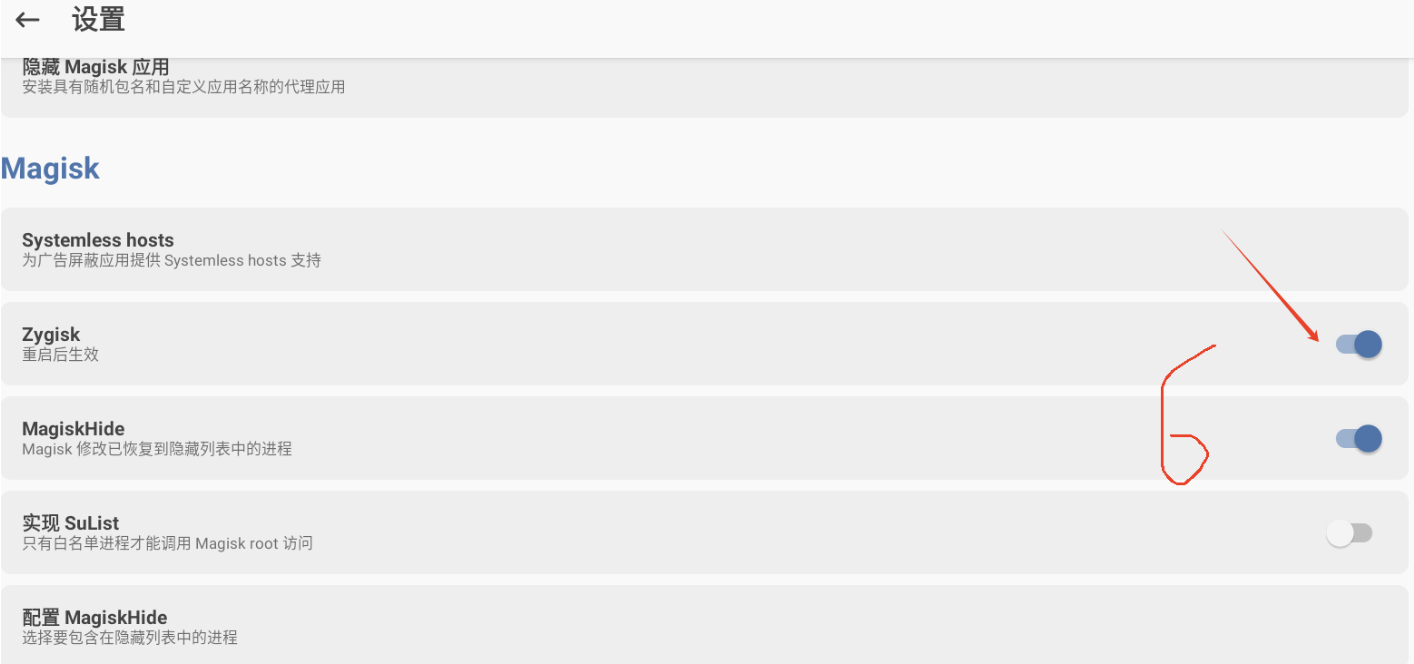 设置
隐藏 Magisk 应用
安装具有随机包名和自定义应用名称的代理应用
Magisk
Systemless hosts
为广告屏蔽应用提供 Systemless hosts 支持
Zygisk
重启后生效
MagiskHide
Magisk 修改已恢复到隐藏列表中的进程
6
实现 SuList
只有白名单进程才能调用 Magisk root 访问
配置 MagiskHide
选择要包含在隐藏列表中的进程